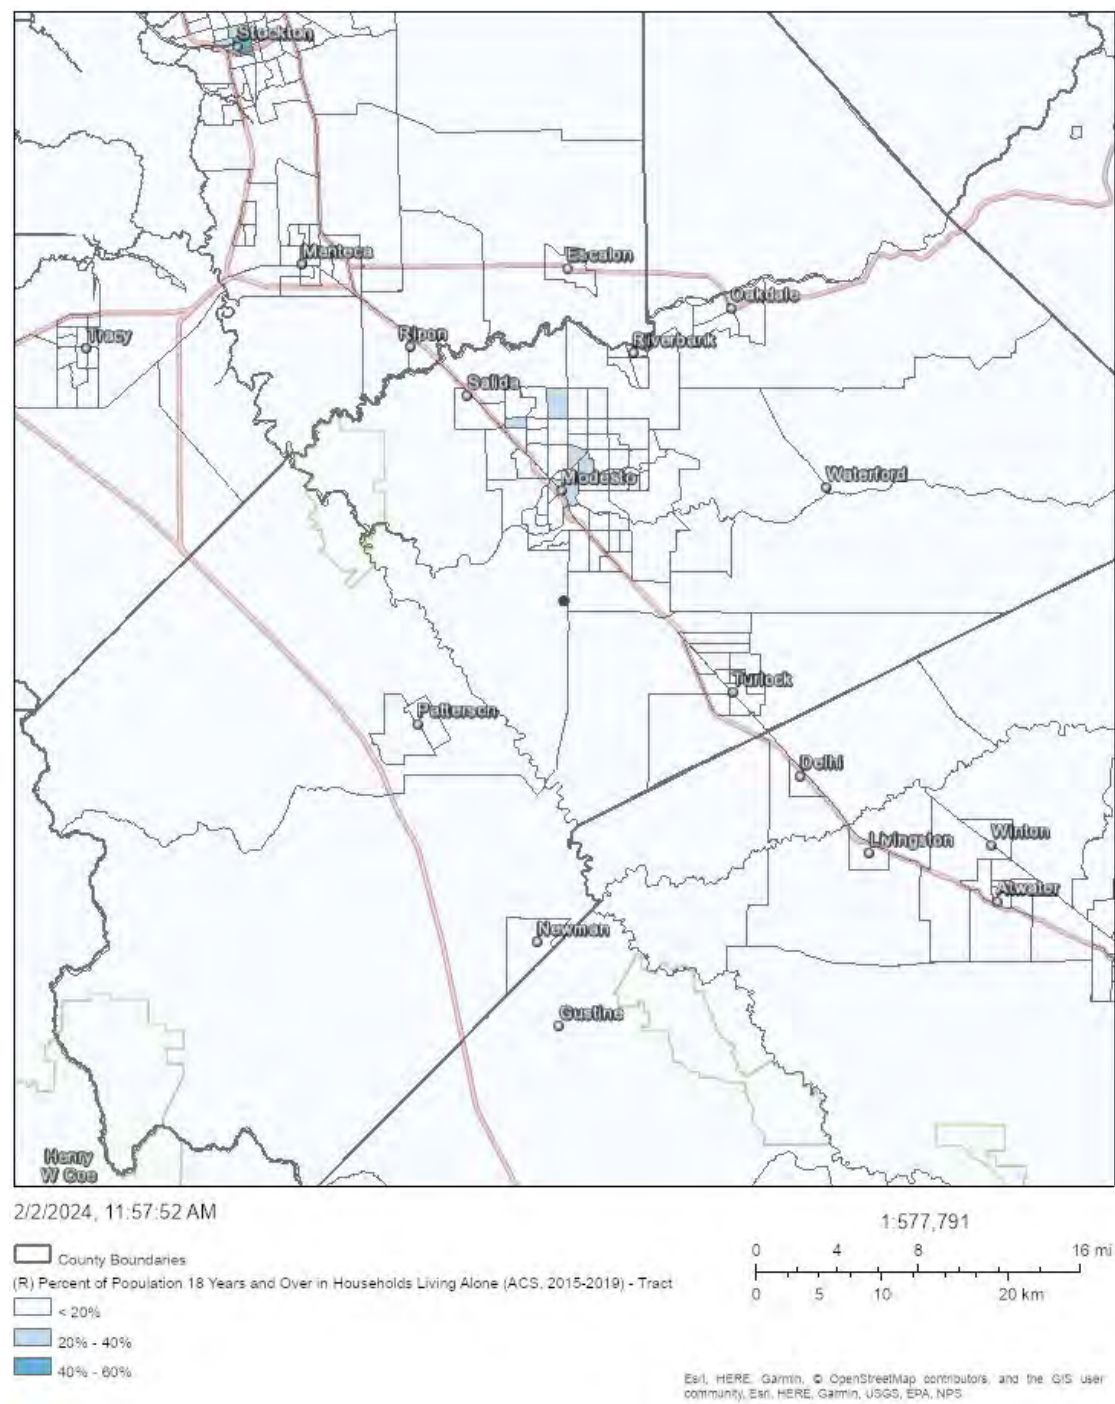 Stockton
Manteca
Escalon
Oakdale
Tracy
Ripon
Riverbank
Salida
Modesto
Waterford
Turlock
Patterson
Delhi
Livingston
Winton
Atwater
Newman
Gustine
Henry
W Coe
2/2/2024, 11:57:52 AM
1:577,791
0 4 8 16 mi
0 5 10 20 km
County Boundaries
(R) Percent of Population 18 Years and Over in Households Living Alone (ACS, 2015-2019) - Tract
< 20%
20% - 40%
40% - 60%
Esri, HERE, Garmin, © OpenStreetMap contributors, and the GIS user
community, Esri, HERE, Garmin, USGS, EPA, NPS